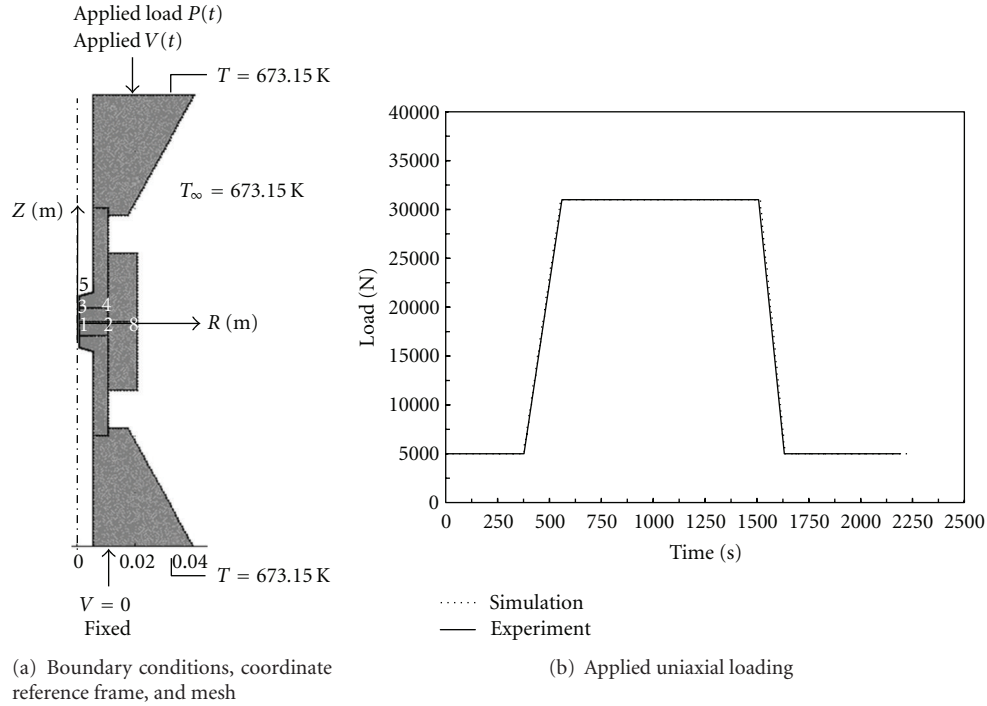 Applied load P(t)
Applied V(t)
T = 673.15 K
T∞ = 673.15 K
Z (m)
5
3 4
1 2 8
R (m)
0 0.02 0.04
T = 673.15 K
V = 0
Fixed
(a) Boundary conditions, coordinate
reference frame, and mesh
40000
35000
30000
25000
20000
15000
10000
5000
0
Load (N)
0 250 500 750 1000 1250 1500 1750 2000 2250 2500
Time (s)
Simulation
Experiment
(b) Applied uniaxial loading